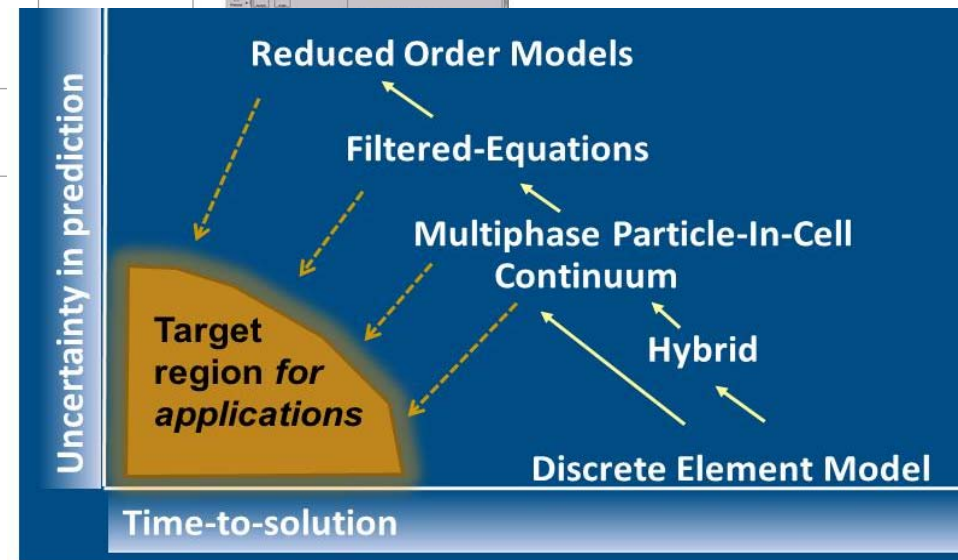 Reduced Order Models
Filtered-Equations
Multiphase Particle-In-Cell
Continuum
Hybrid
Discrete Element Model
Target
region for
applications
Uncertainty in prediction
Time-to-solution